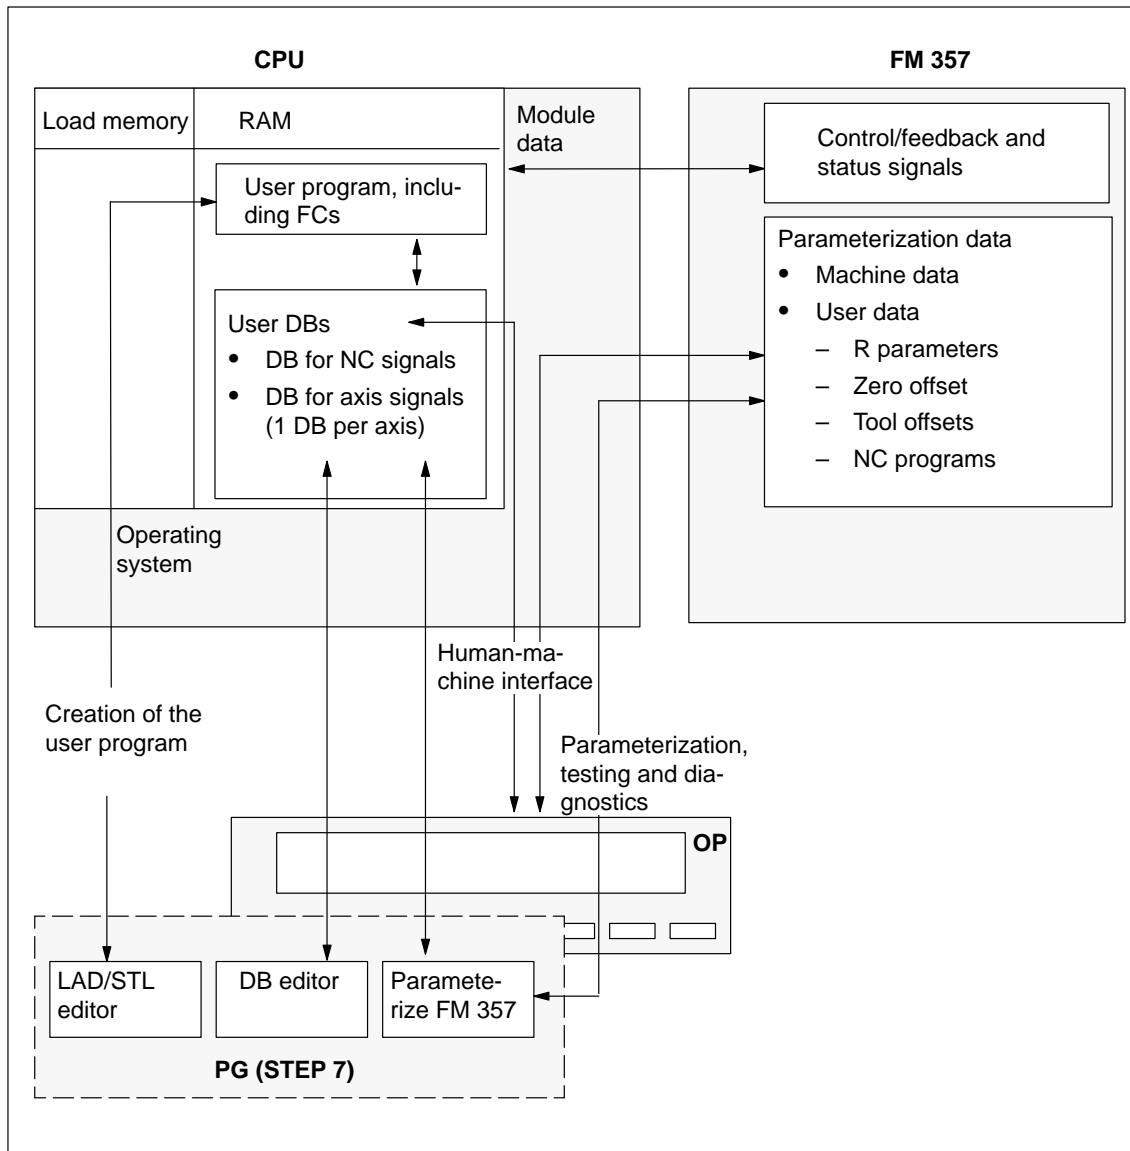 CPU
FM 357
Load memory
RAM
Module
data
Control/feedback and
status signals
User program, inclu-
ding FCs
Parameterization data
• Machine data
• User data
– R parameters
– Zero offset
– Tool offsets
– NC programs
User DBs
• DB for NC signals
• DB for axis signals
(1 DB per axis)
Operating
system
Human-ma-
chine interface
Creation of the
user program
Parameterization,
testing and dia-
gnostics
OP
LAD/STL
editor
DB editor
Paramete-
rize FM 357
PG (STEP 7)